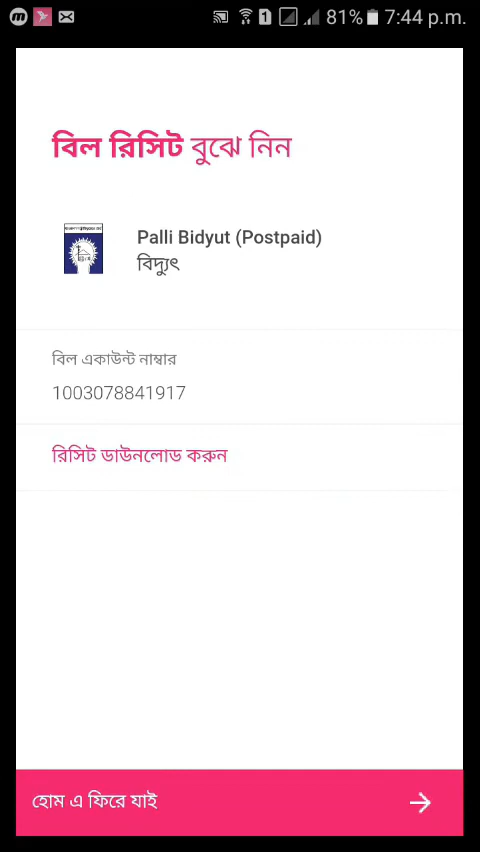 81% 7:44 p.m.
বিল রিসিট বুঝে নিন
Palli Bidyut (Postpaid)
বিদ্যুৎ
বিল একাউন্ট নাম্বার
1003078841917
রিসিট ডাউনলোড করুন
হোম এ ফিরে যাই